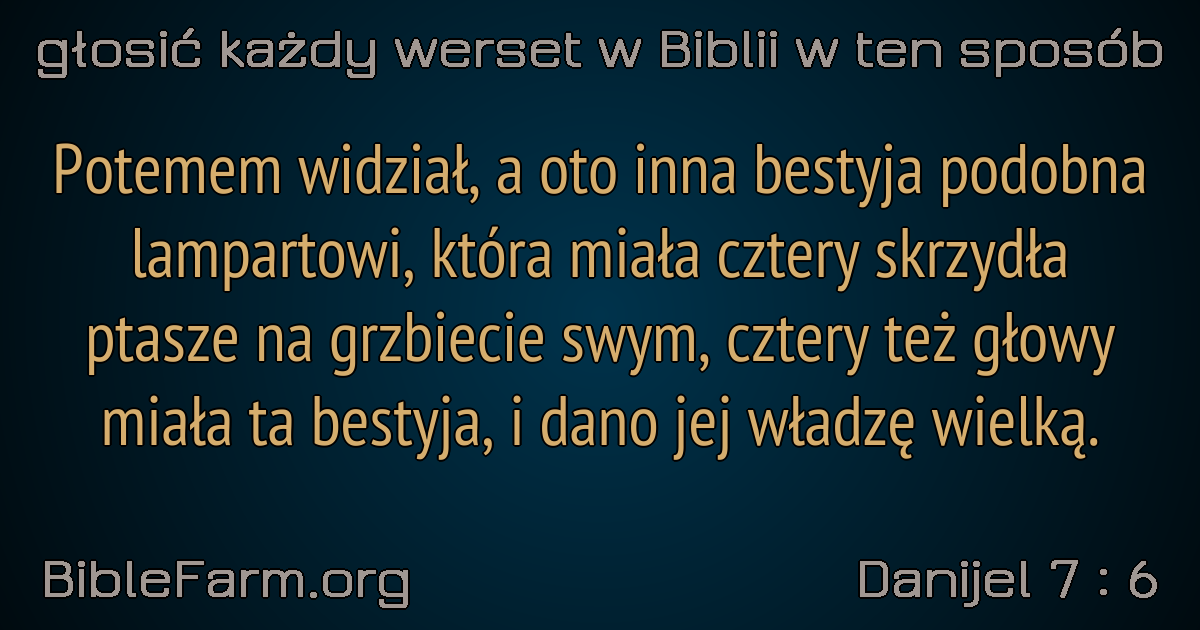 głosić każdy werset w Biblii w ten sposób
Potemem widział, a oto inna bestyja podobna
lampartowi, która miała cztery skrzydła
ptasze na grzbiecie swym, cztery też głowy
miała ta bestyja, i dano jej władzę wielką.
BibleFarm.org
Danijel 7 : 6